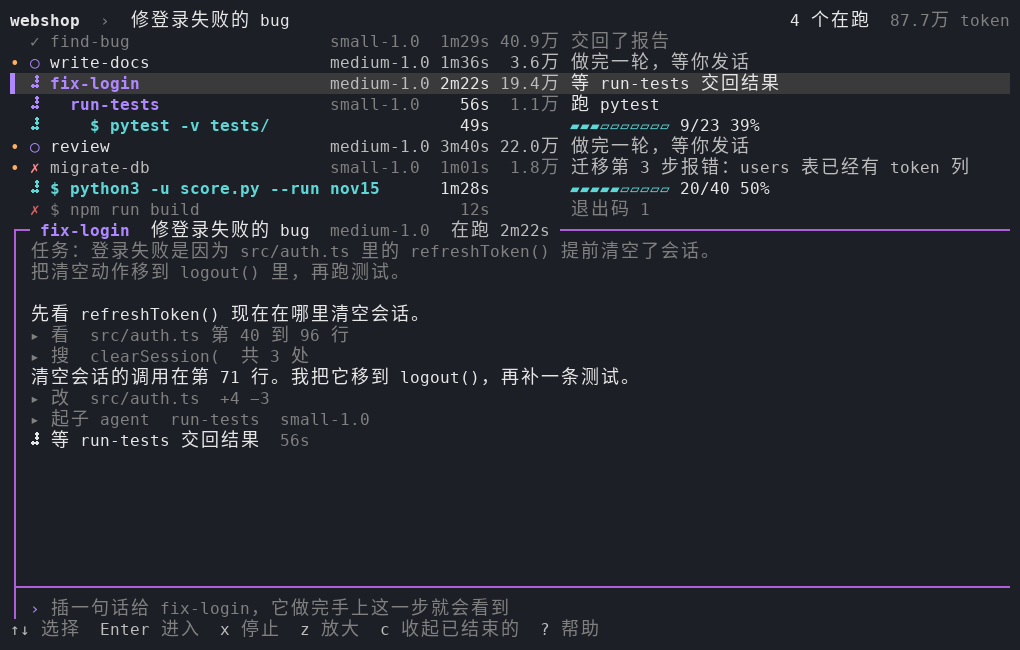 webshop › 修登录失败的 bug 4 个在跑 87.7万 token
✓ find-bug small-1.0 1m29s 40.9万 交回了报告
• ○ write-docs medium-1.0 1m36s 3.6万 做完一轮，等你发话
fix-login medium-1.0 2m22s 19.4万 等 run-tests 交回结果
run-tests small-1.0 56s 1.1万 跑 pytest
$ pytest -v tests/ 49s ▰▰▰▱▱▱▱▱▱▱ 9/23 39%
• ○ review medium-1.0 3m40s 22.0万 做完一轮，等你发话
• ✗ migrate-db small-1.0 1m01s 1.8万 迁移第 3 步报错：users 表已经有 token 列
$ python3 -u score.py --run nov15 1m28s ▰▰▰▰▰▱▱▱▱▱ 20/40 50%
✗ $ npm run build 12s 退出码 1
fix-login 修登录失败的 bug medium-1.0 在跑 2m22s
任务：登录失败是因为 src/auth.ts 里的 refreshToken() 提前清空了会话。
把清空动作移到 logout() 里，再跑测试。
先看 refreshToken() 现在在哪里清空会话。
▸ 看 src/auth.ts 第 40 到 96 行
▸ 搜 clearSession( 共 3 处
清空会话的调用在第 71 行。我把它移到 logout()，再补一条测试。
▸ 改 src/auth.ts +4 −3
▸ 起子 agent run-tests small-1.0
等 run-tests 交回结果 56s
› 插一句话给 fix-login，它做完手上这一步就会看到
↑↓ 选择 Enter 进入 x 停止 z 放大 c 收起已结束的 ? 帮助